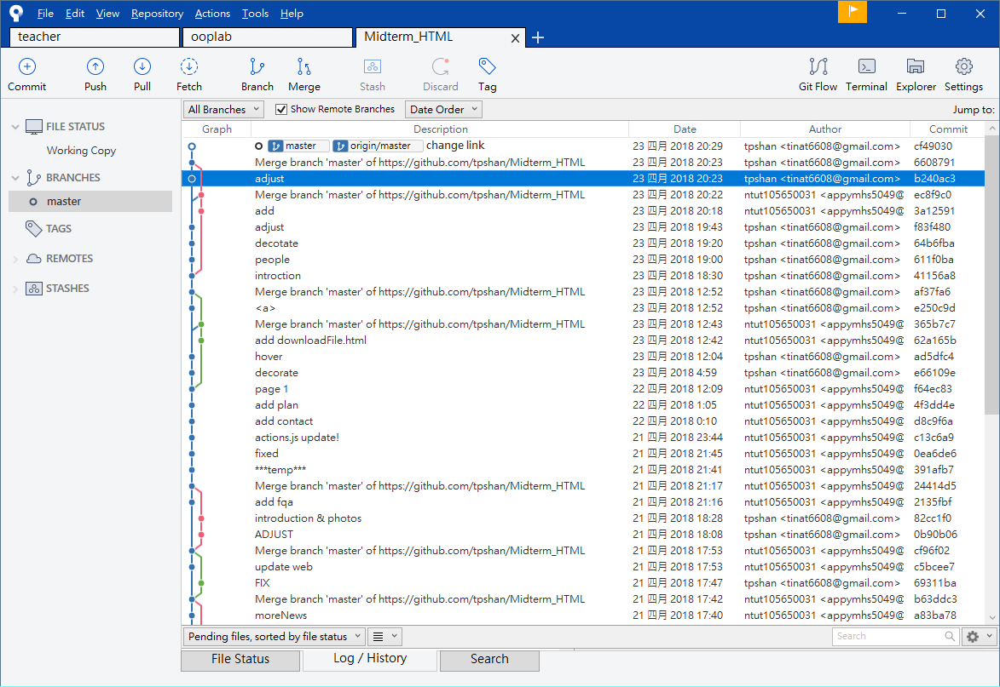 File Edit View Repository Actions Tools Help
teacher ooplab Midterm_HTML
Commit Push Pull Fetch Branch Merge Stash Discard Tag Git Flow Terminal Explorer Settings
All Branches Show Remote Branches Date Order Jump to:
FILE STATUS
Working Copy
BRANCHES
master
TAGS
REMOTES
STASHES
Graph Description Date Author Commit
master origin/master change link 23 四月 2018 20:29 tpshan <tinat6608@gmail.com> cf49030
Merge branch 'master' of https://github.com/tpshan/Midterm_HTML 23 四月 2018 20:23 tpshan <tinat6608@gmail.com> 6608791
adjust 23 四月 2018 20:23 tpshan <tinat6608@gmail.com> b240ac3
Merge branch 'master' of https://github.com/tpshan/Midterm_HTML 23 四月 2018 20:22 ntut105650031 <appymhs5049@ ec8f9c0
add 23 四月 2018 20:18 ntut105650031 <appymhs5049@ 3a12591
adjust 23 四月 2018 19:43 tpshan <tinat6608@gmail.com> f83f480
decotate 23 四月 2018 19:20 tpshan <tinat6608@gmail.com> 64b6fba
people 23 四月 2018 19:00 tpshan <tinat6608@gmail.com> 611f0ba
introction 23 四月 2018 18:30 tpshan <tinat6608@gmail.com> 41156a8
Merge branch 'master' of https://github.com/tpshan/Midterm_HTML 23 四月 2018 12:52 tpshan <tinat6608@gmail.com> af37fa6
<a> 23 四月 2018 12:52 tpshan <tinat6608@gmail.com> e250c9d
Merge branch 'master' of https://github.com/tpshan/Midterm_HTML 23 四月 2018 12:43 ntut105650031 <appymhs5049@ 365b7c7
add downloadFile.html 23 四月 2018 12:42 ntut105650031 <appymhs5049@ 62a165b
hover 23 四月 2018 12:04 tpshan <tinat6608@gmail.com> ad5dfc4
decorate 23 四月 2018 4:59 tpshan <tinat6608@gmail.com> e66109e
page 1 22 四月 2018 12:09 ntut105650031 <appymhs5049@ f64ec83
add plan 22 四月 2018 1:05 ntut105650031 <appymhs5049@ 4f3dd4e
add contact 22 四月 2018 0:10 ntut105650031 <appymhs5049@ d8c9f6a
actions.js update! 21 四月 2018 23:44 ntut105650031 <appymhs5049@ c13c6a9
fixed 21 四月 2018 21:45 ntut105650031 <appymhs5049@ 0ea6de6
***temp*** 21 四月 2018 21:41 ntut105650031 <appymhs5049@ 391afb7
Merge branch 'master' of https://github.com/tpshan/Midterm_HTML 21 四月 2018 21:17 ntut105650031 <appymhs5049@ 24414d5
add fqa 21 四月 2018 21:16 ntut105650031 <appymhs5049@ 2135fbf
introduction & photos 21 四月 2018 18:28 tpshan <tinat6608@gmail.com> 82cc1f0
ADJUST 21 四月 2018 18:08 tpshan <tinat6608@gmail.com> 0b90b06
Merge branch 'master' of https://github.com/tpshan/Midterm_HTML 21 四月 2018 17:53 ntut105650031 <appymhs5049@ cf96f02
update web 21 四月 2018 17:53 ntut105650031 <appymhs5049@ c5bcee7
FIX 21 四月 2018 17:47 tpshan <tinat6608@gmail.com> 69311ba
Merge branch 'master' of https://github.com/tpshan/Midterm_HTML 21 四月 2018 17:42 ntut105650031 <appymhs5049@ b63ddc3
moreNews 21 四月 2018 17:40 ntut105650031 <appymhs5049@ a83ba78
Pending files, sorted by file status Search
File Status Log / History Search